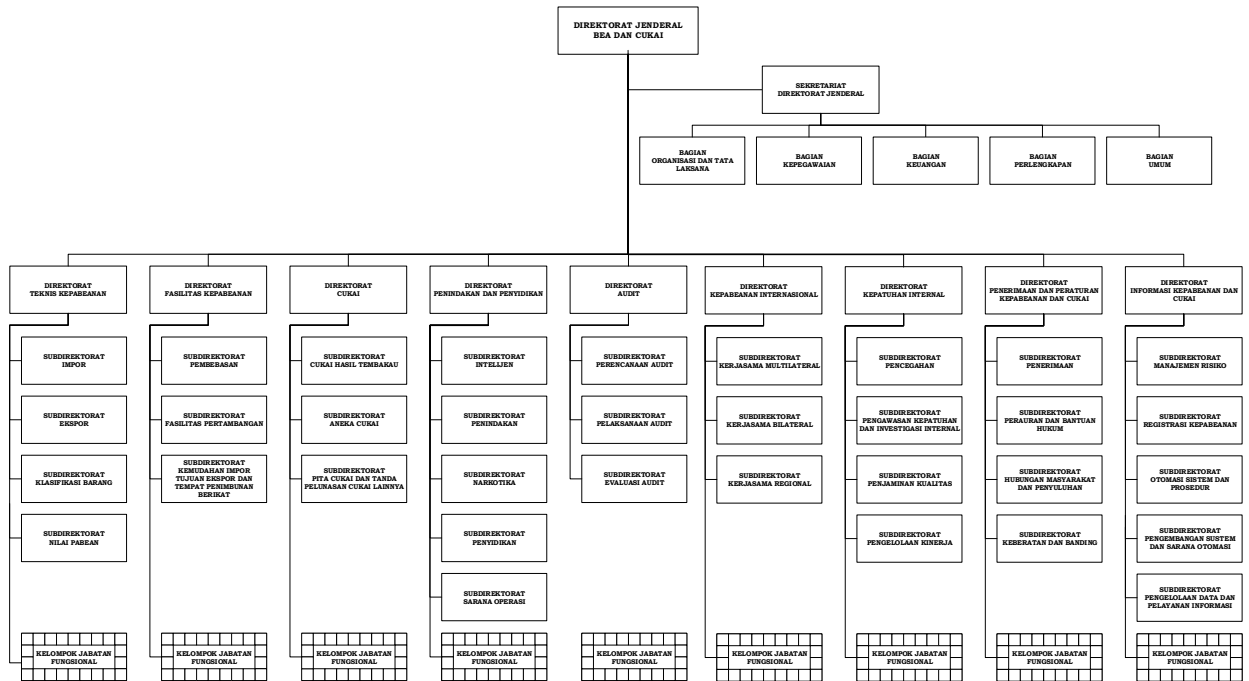 DIREKTORAT JENDERAL
BEA DAN CUKAI
SEKRETARIAT
DIREKTORAT JENDERAL
BAGIAN
ORGANISASI DAN TATA
LAKSANA
BAGIAN
KEPEGAWAIAN
BAGIAN
KEUANGAN
BAGIAN
PERLENGKAPAN
BAGIAN
UMUM
DIREKTORAT
TEKNIS KEPABEANAN
DIREKTORAT
FASILITAS KEPABEANAN
DIREKTORAT
CUKAI
DIREKTORAT
PENINDAKAN DAN PENYIDIKAN
DIREKTORAT
AUDIT
DIREKTORAT
KEPABEANAN INTERNASIONAL
DIREKTORAT
KEPATUHAN INTERNAL
DIREKTORAT
PENERIMAAN DAN PERATURAN
KEPABEANAN DAN CUKAI
DIREKTORAT
INFORMASI KEPABEANAN DAN
CUKAI
SUBDIREKTORAT
IMPOR
SUBDIREKTORAT
PEMBEBASAN
SUBDIREKTORAT
CUKAI HASIL TEMBAKAU
SUBDIREKTORAT
INTELIJEN
SUBDIREKTORAT
PERENCANAAN AUDIT
SUBDIREKTORAT
KERJASAMA MULTILATERAL
SUBDIREKTORAT
PENCEGAHAN
SUBDIREKTORAT
PENERIMAAN
SUBDIREKTORAT
MANAJEMEN RISIKO
SUBDIREKTORAT
EKSPOR
SUBDIREKTORAT
FASILITAS PERTAMBANGAN
SUBDIREKTORAT
ANEKA CUKAI
SUBDIREKTORAT
PENINDAKAN
SUBDIREKTORAT
PELAKSANAAN AUDIT
SUBDIREKTORAT
KERJASAMA BILATERAL
SUBDIREKTORAT
PENGAWASAN KEPATUHAN
DAN INVESTIGASI INTERNAL
SUBDIREKTORAT
PERAURAN DAN BANTUAN
HUKUM
SUBDIREKTORAT
REGISTRASI KEPABEANAN
SUBDIREKTORAT
KLASIFIKASI BARANG
SUBDIREKTORAT
KEMUDAHAN IMPOR
TUJUAN EKSPOR DAN
TEMPAT PENIMBUNAN
BERIKAT
SUBDIREKTORAT
PITA CUKAI DAN TANDA
PELUNASAN CUKAI LAINNYA
SUBDIREKTORAT
NARKOTIKA
SUBDIREKTORAT
EVALUASI AUDIT
SUBDIREKTORAT
KERJASAMA REGIONAL
SUBDIREKTORAT
PENJAMINAN KUALITAS
SUBDIREKTORAT
HUBUNGAN MASYARAKAT
DAN PENYULUHAN
SUBDIREKTORAT
OTOMASI SISTEM DAN
PROSEDUR
SUBDIREKTORAT
NILAI PABEAN
SUBDIREKTORAT
PENYIDIKAN
SUBDIREKTORAT
PENGELOLAAN KINERJA
SUBDIREKTORAT
KEBERATAN DAN BANDING
SUBDIREKTORAT
PENGEMBANGAN SUSTEM
DAN SARANA OTOMASI
SUBDIREKTORAT
SARANA OPERASI
SUBDIREKTORAT
PENGELOLAAN DATA DAN
PELAYANAN INFORMASI
KELOMPOK JABATAN
FUNGSIONAL
KELOMPOK JABATAN
FUNGSIONAL
KELOMPOK JABATAN
FUNGSIONAL
KELOMPOK JABATAN
FUNGSIONAL
KELOMPOK JABATAN
FUNGSIONAL
KELOMPOK JABATAN
FUNGSIONAL
KELOMPOK JABATAN
FUNGSIONAL
KELOMPOK JABATAN
FUNGSIONAL
KELOMPOK JABATAN
FUNGSIONAL